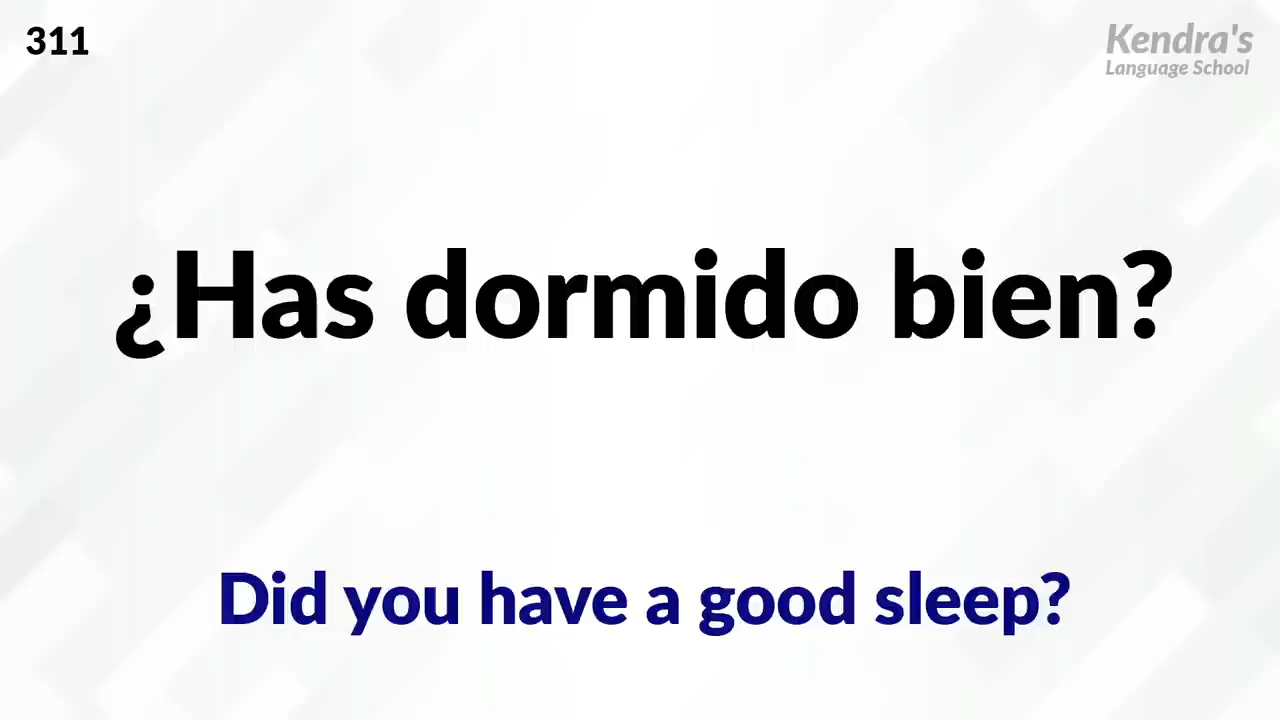 311
Kendra's
Language School
¿Has dormido bien?
Did you have a good sleep?